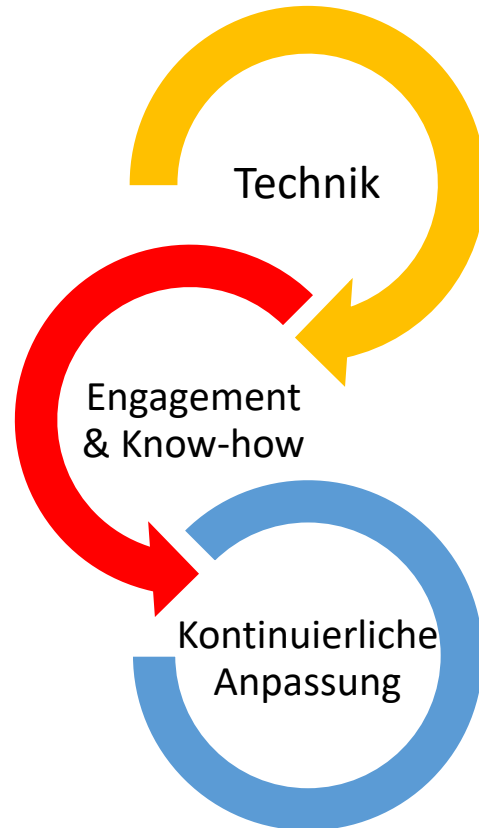 Technik
Engagement
& Know-how
Kontinuierliche
Anpassung